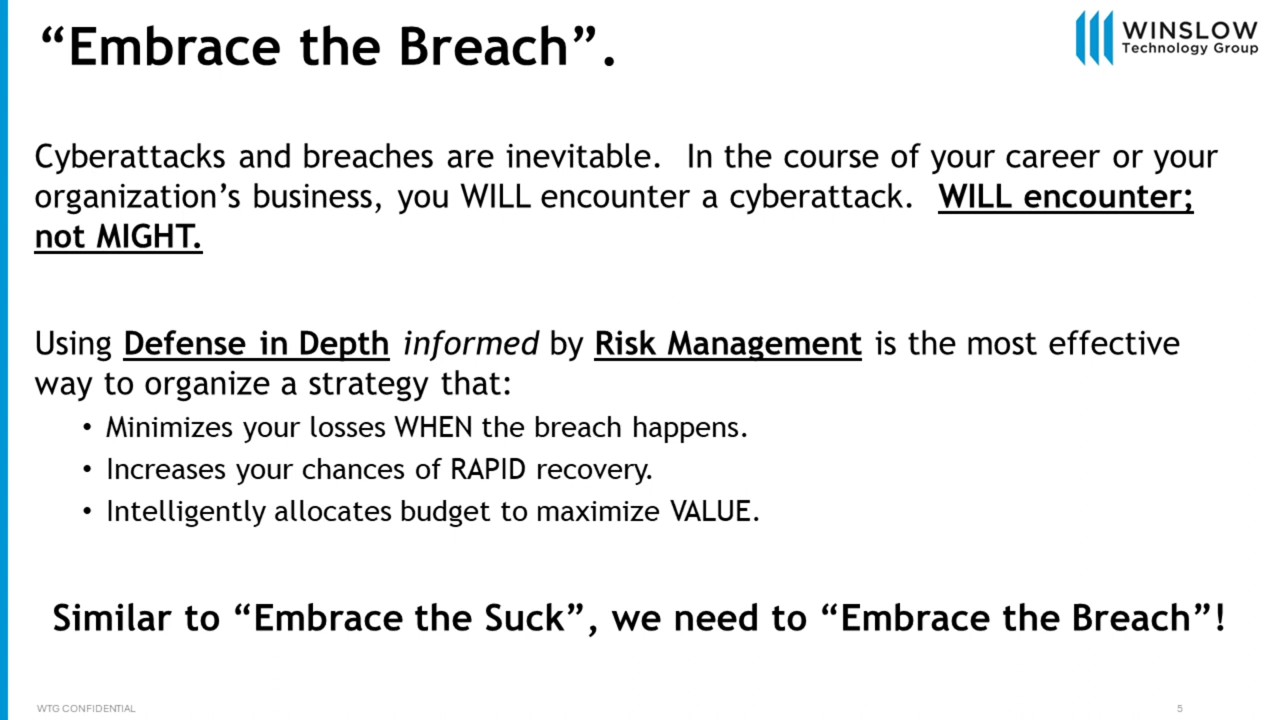 “Embrace the Breach”.
WINSLOW
Technology Group
Cyberattacks and breaches are inevitable.  In the course of your career or your
organization’s business, you WILL encounter a cyberattack.  WILL encounter;
not MIGHT.
Using Defense in Depth informed by Risk Management is the most effective
way to organize a strategy that:
• Minimizes your losses WHEN the breach happens.
• Increases your chances of RAPID recovery.
• Intelligently allocates budget to maximize VALUE.
Similar to “Embrace the Suck”, we need to “Embrace the Breach”!
WTG CONFIDENTIAL
5